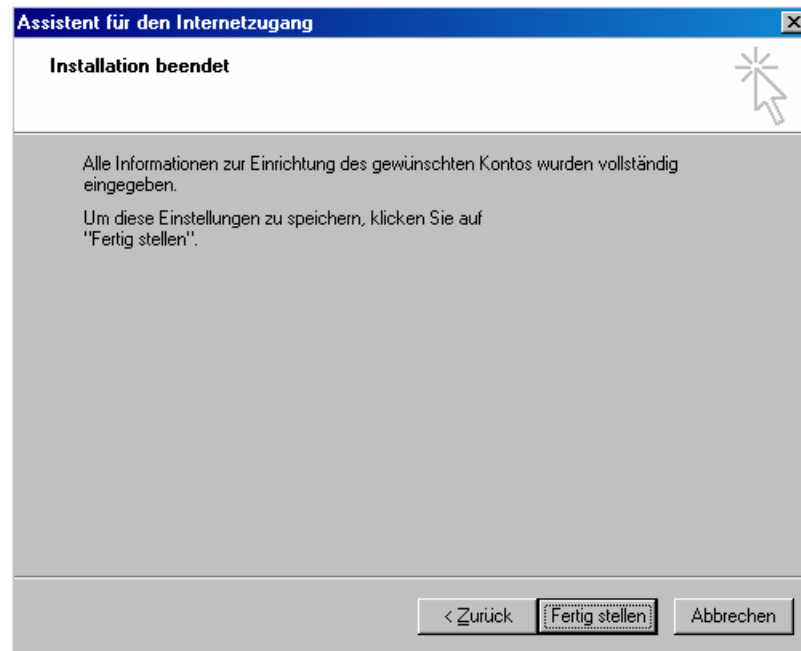 Assistent für den Internetzugang
Installation beendet
Alle Informationen zur Einrichtung des gewünschten Kontos wurden vollständig
eingegeben.
Um diese Einstellungen zu speichern, klicken Sie auf
"Fertig stellen".
< Zurück
Fertig stellen
Abbrechen